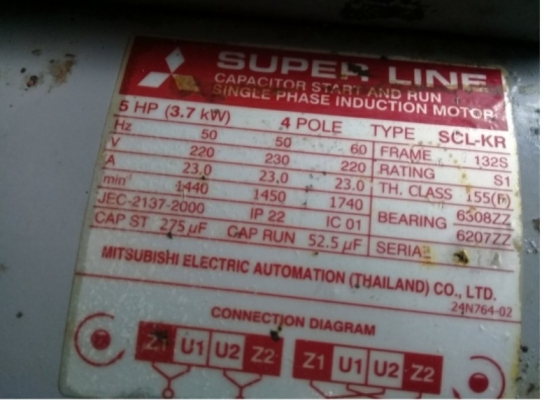 SUPER LINE
CAPACITOR START AND RUN
SINGLE PHASE INDUCTION MOTOR
5 HP (3.7 kW) 4 POLE TYPE SCL-KR
Hz 50 50 60 FRAME 132S
V 220 230 220 RATING S1
A 23.0 23.0 23.0 TH. CLASS 155(F)
min⁻¹ 1440 1450 1740 BEARING 6308ZZ
JEC-2137-2000 IP 22 IC 01 6207ZZ
CAP ST 275 µF CAP RUN 52.5 µF SERIAL
MITSUBISHI ELECTRIC AUTOMATION (THAILAND) CO., LTD.
24N764-02
CONNECTION DIAGRAM
Z1 U1 U2 Z2 Z1 U1 U2 Z2